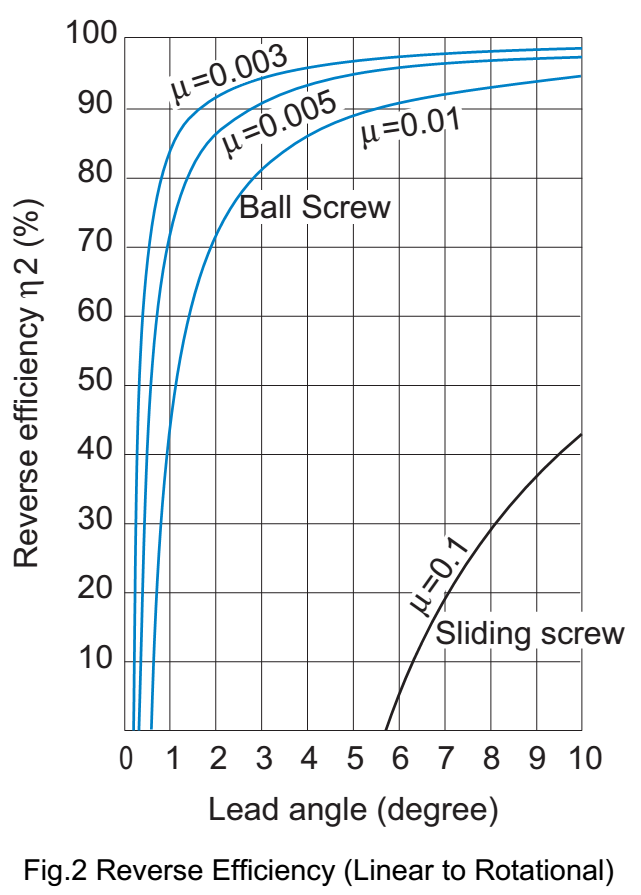 100
90
80
70
60
50
40
30
20
10
Reverse efficiency η2 (%)
μ=0.003
μ=0.005
μ=0.01
Ball Screw
μ=0.1
Sliding screw
0 1 2 3 4 5 6 7 8 9 10
Lead angle (degree)
Fig.2 Reverse Efficiency (Linear to Rotational)